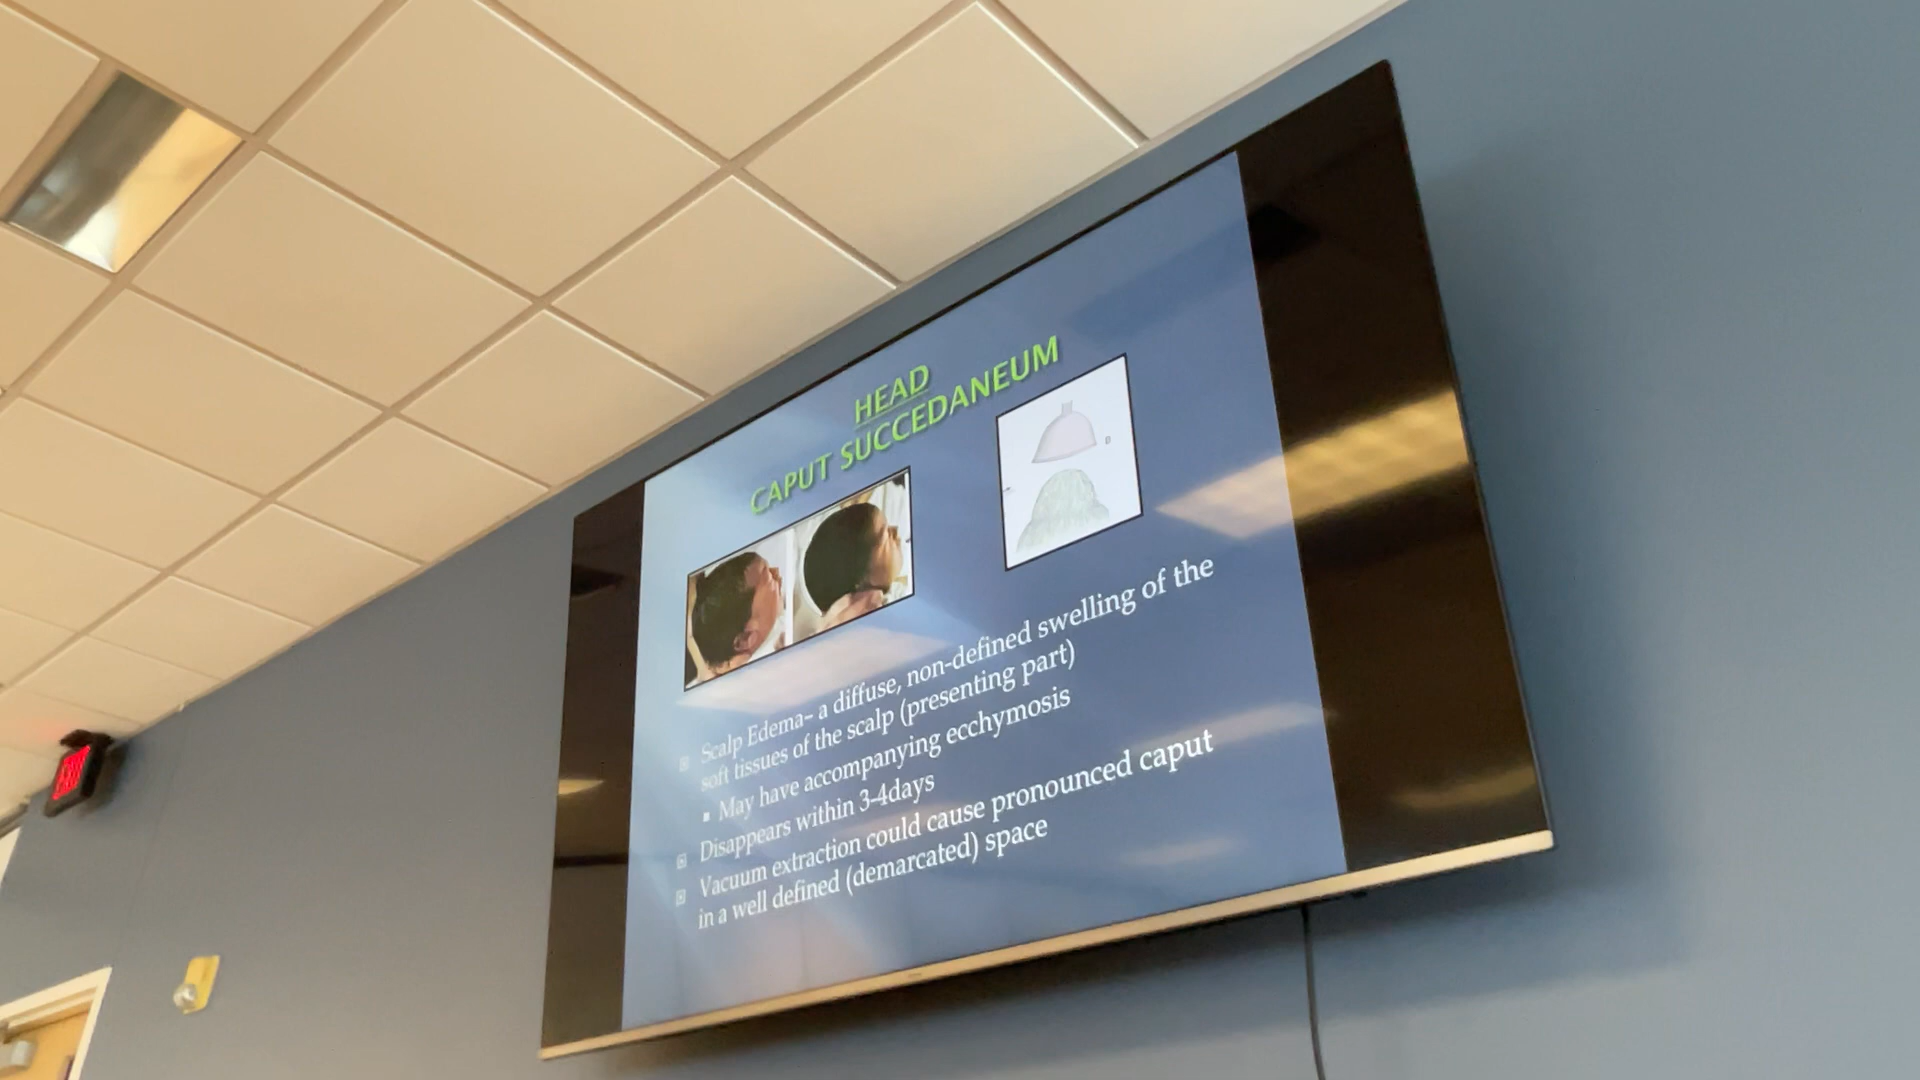 HEAD
CAPUT SUCCEDANEUM
D
Scalp Edema– a diffuse, non-defined swelling of the
soft tissues of the scalp (presenting part)
May have accompanying ecchymosis
Disappears within 3-4days
Vacuum extraction could cause pronounced caput
in a well defined (demarcated) space